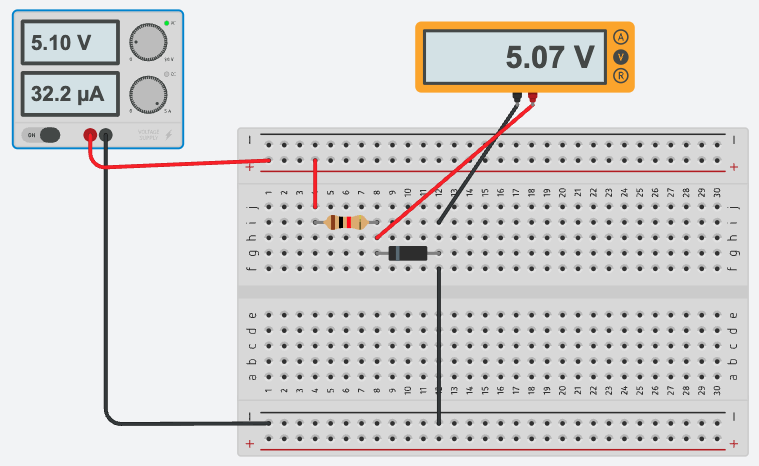 5.10 V
32.2 µA
ON
VOLTAGE
SUPPLY
5.07 V
A
V
R
− −
+ +
1 2 3 4 5 6 7 8 9 10 11 12 13 14 15 16 17 18 19 20 21 22 23 24 25 26 27 28 29 30
j j
i i
h h
g g
f f
e e
d d
c c
b b
a a
1 2 3 4 5 6 7 8 9 10 11 12 13 14 15 16 17 18 19 20 21 22 23 24 25 26 27 28 29 30
− −
+ +